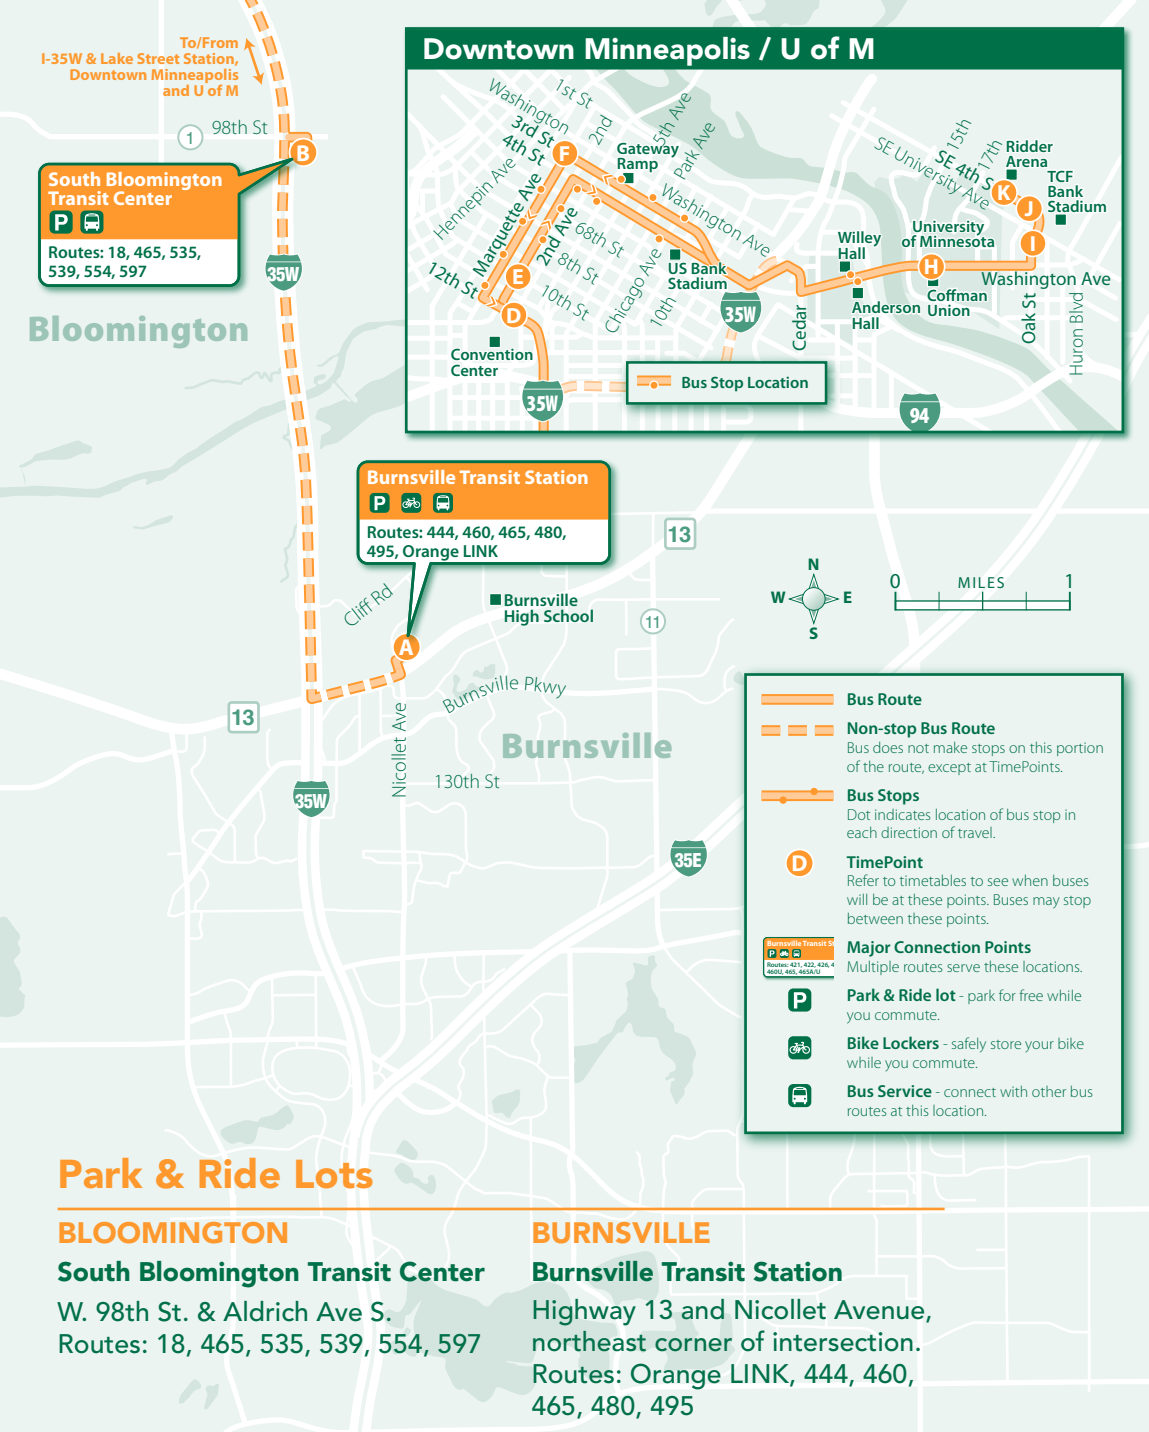 To/From
I-35W & Lake Street Station,
Downtown Minneapolis
and U of M
1
98th St
B
South Bloomington
Transit Center
P
Routes: 18, 465, 535,
539, 554, 597
35W
Bloomington
Downtown Minneapolis / U of M
1st St
Washington
2nd
5th Ave
Park Ave
3rd St
4th St
F
Gateway
Ramp
Hennepin Ave
Marquette Ave
2nd Ave
Washington Ave
68th St
8th St
10th St
12th St
E
D
Chicago Ave
10th
US Bank
Stadium
35W
Convention
Center
35W
Bus Stop Location
Cedar
Willey
Hall
Anderson
Hall
University
of Minnesota
H
Coffman
Union
SE University Ave
SE 4th S
15th
17th
Ridder
Arena
TCF
Bank
Stadium
K
J
I
Washington Ave
Oak St
Huron Blvd
94
Burnsville Transit Station
P
Routes: 444, 460, 465, 480,
495, Orange LINK
13
Cliff Rd
Burnsville
High School
11
A
Burnsville Pkwy
13
Nicollet Ave
Burnsville
130th St
35W
35E
N
W
E
S
0 MILES 1
Bus Route
Non-stop Bus Route
Bus does not make stops on this portion
of the route, except at TimePoints.
Bus Stops
Dot indicates location of bus stop in
each direction of travel.
D
TimePoint
Refer to timetables to see when buses
will be at these points. Buses may stop
between these points.
Burnsville Transit St
P
Routes: 421, 422, 426, 4
460U, 465, 465A/U
Major Connection Points
Multiple routes serve these locations.
P
Park & Ride lot - park for free while
you commute.
Bike Lockers - safely store your bike
while you commute.
Bus Service - connect with other bus
routes at this location.
Park & Ride Lots
BLOOMINGTON
South Bloomington Transit Center
W. 98th St. & Aldrich Ave S.
Routes: 18, 465, 535, 539, 554, 597
BURNSVILLE
Burnsville Transit Station
Highway 13 and Nicollet Avenue,
northeast corner of intersection.
Routes: Orange LINK, 444, 460,
465, 480, 495